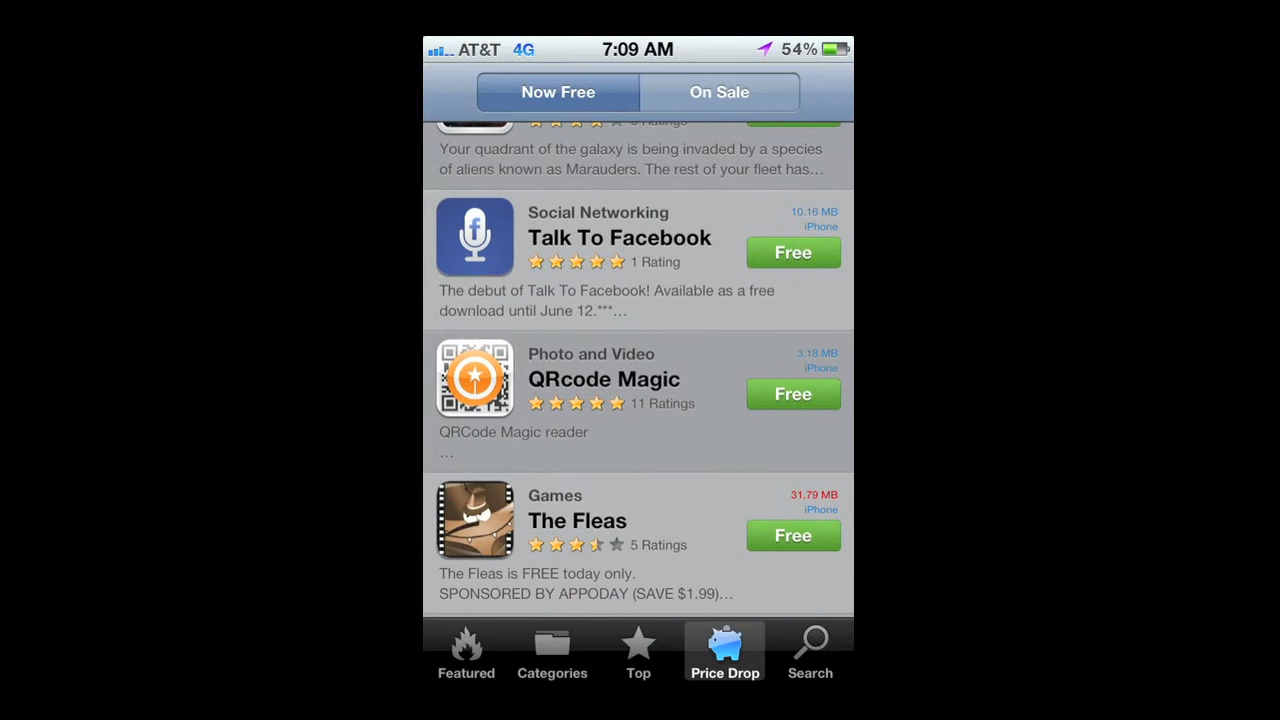 AT&T 4G 7:09 AM 54%
Now Free On Sale
Ratings
Your quadrant of the galaxy is being invaded by a species
of aliens known as Marauders. The rest of your fleet has…
Social Networking 10.16 MB
iPhone
Talk To Facebook
Free
1 Rating
The debut of Talk To Facebook! Available as a free
download until June 12.***…
Photo and Video 3.18 MB
iPhone
QRcode Magic
Free
11 Ratings
QRCode Magic reader
…
Games 31.79 MB
iPhone
The Fleas
Free
5 Ratings
The Fleas is FREE today only.
SPONSORED BY APPODAY (SAVE $1.99)…
Featured Categories Top Price Drop Search